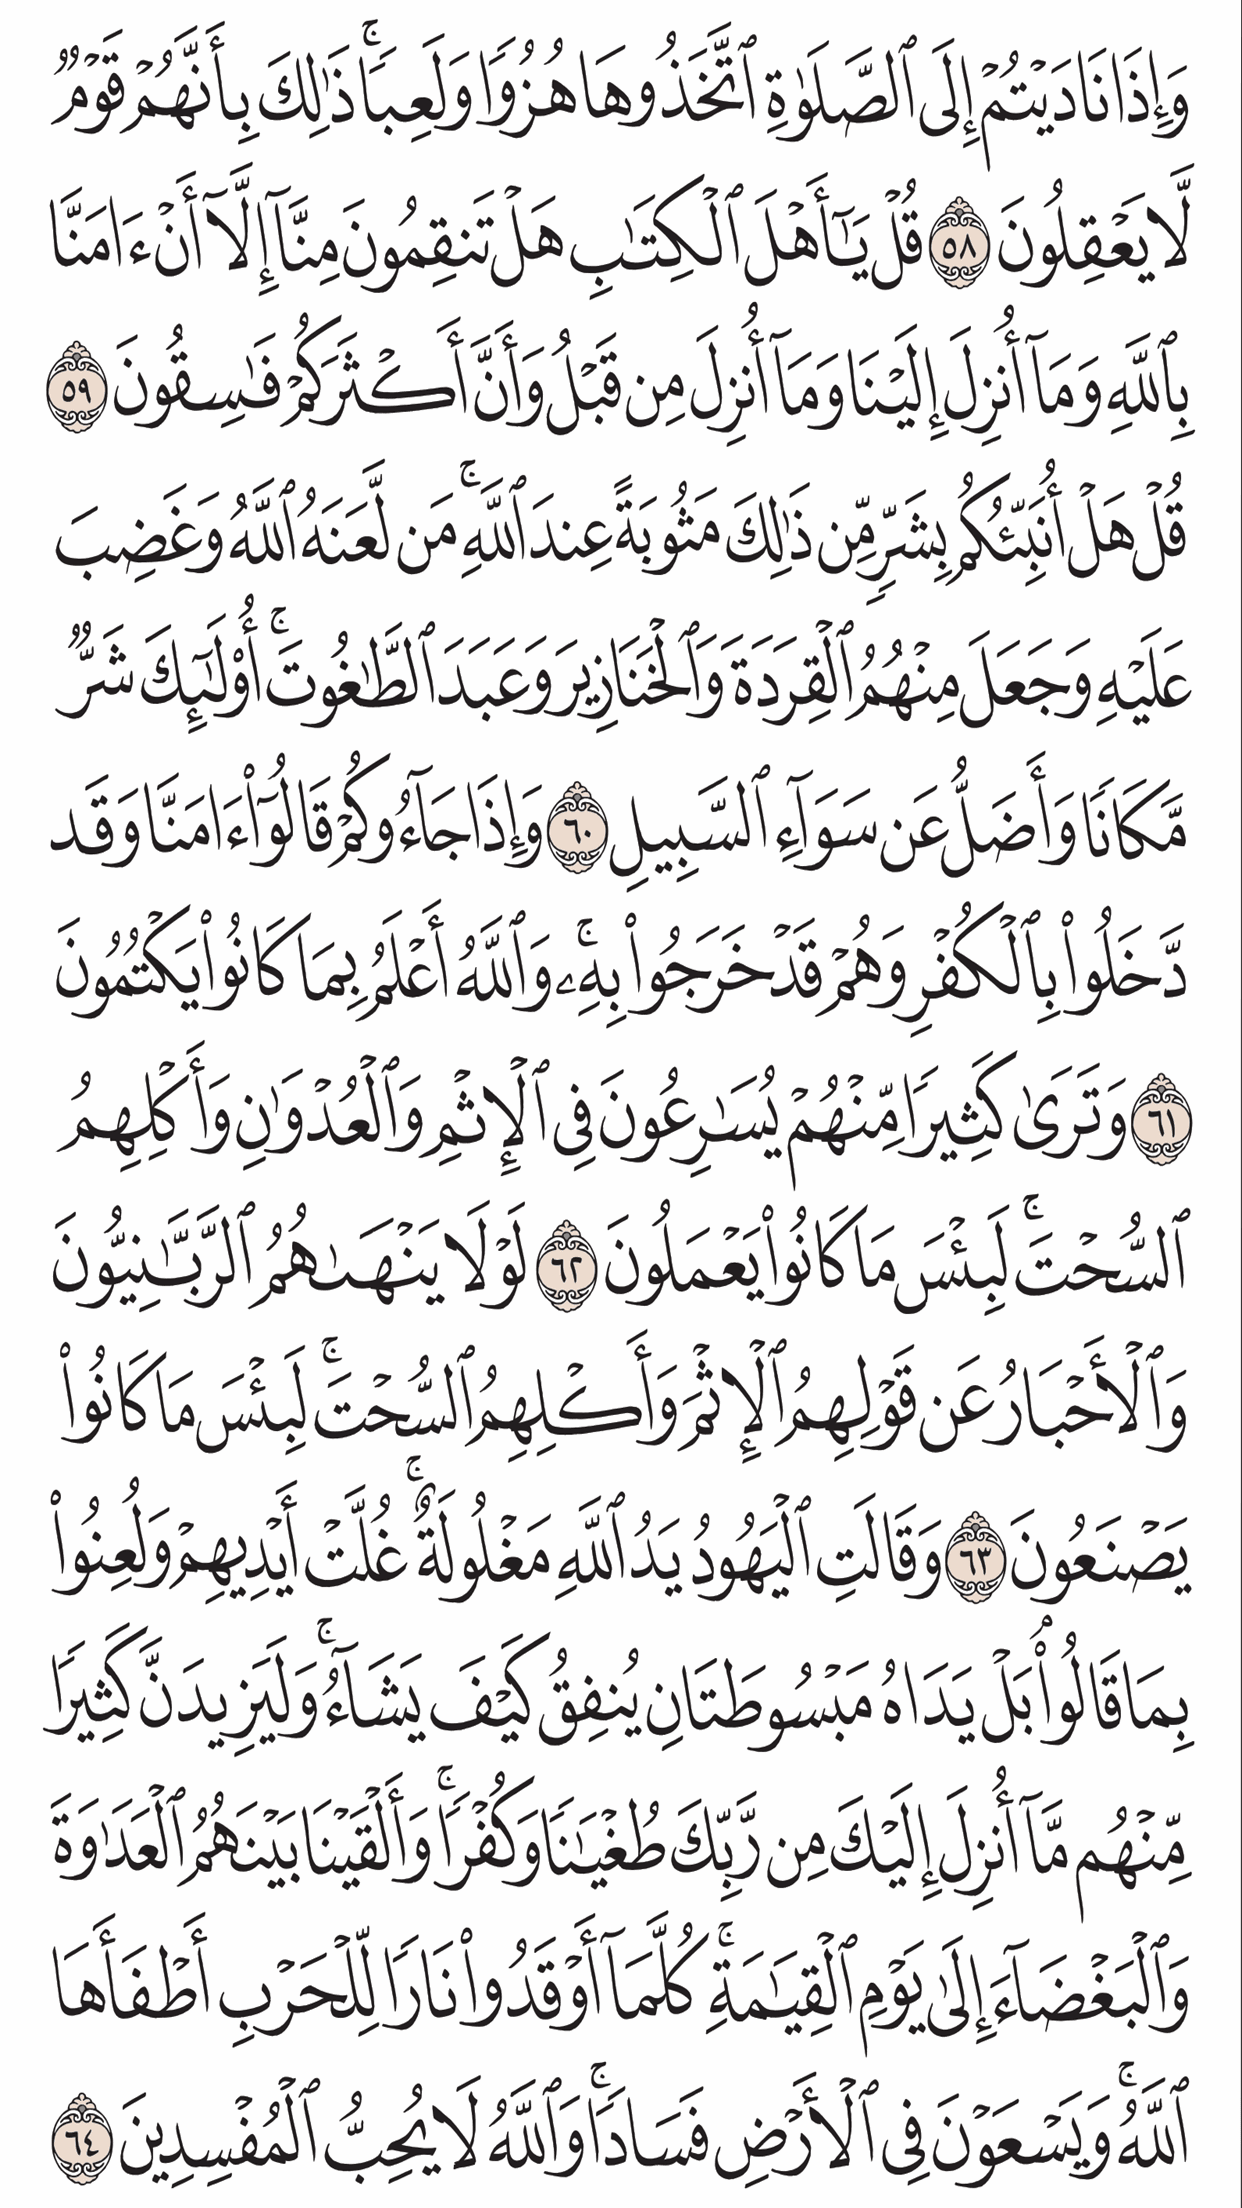 وَإِذَا نَادَيْتُمْ إِلَى ٱلصَّلَوٰةِ ٱتَّخَذُوهَا هُزُوًا وَلَعِبًا ۚ ذَٰلِكَ بِأَنَّهُمْ قَوْمٌ
لَّا يَعْقِلُونَ ٥٨ قُلْ يَـٰٓأَهْلَ ٱلْكِتَـٰبِ هَلْ تَنقِمُونَ مِنَّآ إِلَّآ أَنْ ءَامَنَّا
بِٱللَّهِ وَمَآ أُنزِلَ إِلَيْنَا وَمَآ أُنزِلَ مِن قَبْلُ وَأَنَّ أَكْثَرَكُمْ فَـٰسِقُونَ ٥٩
قُلْ هَلْ أُنَبِّئُكُم بِشَرٍّ مِّن ذَٰلِكَ مَثُوبَةً عِندَ ٱللَّهِ ۚ مَن لَّعَنَهُ ٱللَّهُ وَغَضِبَ
عَلَيْهِ وَجَعَلَ مِنْهُمُ ٱلْقِرَدَةَ وَٱلْخَنَازِيرَ وَعَبَدَ ٱلطَّـٰغُوتَ ۚ أُو۟لَـٰٓئِكَ شَرٌّ
مَّكَانًا وَأَضَلُّ عَن سَوَآءِ ٱلسَّبِيلِ ٦٠ وَإِذَا جَآءُوكُمْ قَالُوٓا۟ ءَامَنَّا وَقَد
دَّخَلُوا۟ بِٱلْكُفْرِ وَهُمْ قَدْ خَرَجُوا۟ بِهِۦ ۚ وَٱللَّهُ أَعْلَمُ بِمَا كَانُوا۟ يَكْتُمُونَ
٦١ وَتَرَىٰ كَثِيرًا مِّنْهُمْ يُسَـٰرِعُونَ فِى ٱلْإِثْمِ وَٱلْعُدْوَٰنِ وَأَكْلِهِمُ
ٱلسُّحْتَ ۚ لَبِئْسَ مَا كَانُوا۟ يَعْمَلُونَ ٦٢ لَوْلَا يَنْهَىٰهُمُ ٱلرَّبَّـٰنِيُّونَ
وَٱلْأَحْبَارُ عَن قَوْلِهِمُ ٱلْإِثْمَ وَأَكْلِهِمُ ٱلسُّحْتَ ۚ لَبِئْسَ مَا كَانُوا۟
يَصْنَعُونَ ٦٣ وَقَالَتِ ٱلْيَهُودُ يَدُ ٱللَّهِ مَغْلُولَةٌ ۚ غُلَّتْ أَيْدِيهِمْ وَلُعِنُوا۟
بِمَا قَالُوا۟ ۘ بَلْ يَدَاهُ مَبْسُوطَتَانِ يُنفِقُ كَيْفَ يَشَآءُ ۚ وَلَيَزِيدَنَّ كَثِيرًا
مِّنْهُم مَّآ أُنزِلَ إِلَيْكَ مِن رَّبِّكَ طُغْيَـٰنًا وَكُفْرًا ۚ وَأَلْقَيْنَا بَيْنَهُمُ ٱلْعَدَٰوَةَ
وَٱلْبَغْضَآءَ إِلَىٰ يَوْمِ ٱلْقِيَـٰمَةِ ۚ كُلَّمَآ أَوْقَدُوا۟ نَارًا لِّلْحَرْبِ أَطْفَأَهَا
ٱللَّهُ ۚ وَيَسْعَوْنَ فِى ٱلْأَرْضِ فَسَادًا ۚ وَٱللَّهُ لَا يُحِبُّ ٱلْمُفْسِدِينَ ٦٤